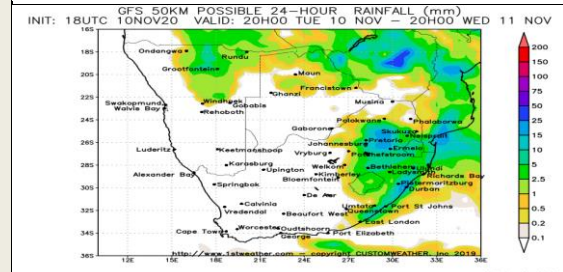 GFS 50KM POSSIBLE 24-HOUR RAINFALL (mm)
INIT: 18UTC 10NOV20 VALID: 20H00 TUE 10 NOV - 20H00 WED 11 NOV
16S
Ondangwa
Rundu
18S
Grootfontein
Maun
20S
Francistown
Ghanzi
22S
Swakopmund
Windhoek
Gobabis
Musina
Walvis Bay
Rehoboth
Polokwane
Phalaborwa
24S
Gaborone
Skukuza
Johannesburg
Pretoria
Nelspruit
26S
Luderitz
Keetmanshoop
Vryburg
Potchefstroom
Ermelo
Karasburg
Welkom
Bethlehem
28S
Alexander Bay
Upington
Kimberley
Ladysmith
Richards Bay
Bloemfontein
Springbok
Pietermaritzburg
30S
De Aar
Durban
Calvinia
Umtata
Port St Johns
32S
Vredendal
Beaufort West
Queenstown
East London
Cape Town
Worcester
Oudtshoorn
34S
George
Port Elizabeth
http://www.1stweather.com - copyright CUSTOMWEATHER, Inc 2019
36S
12E 15E 18E 21E 24E 27E 30E 33E 36E
200
150
100
75
50
25
20
15
10
5
2.5
1
0.5
0.2
0.1